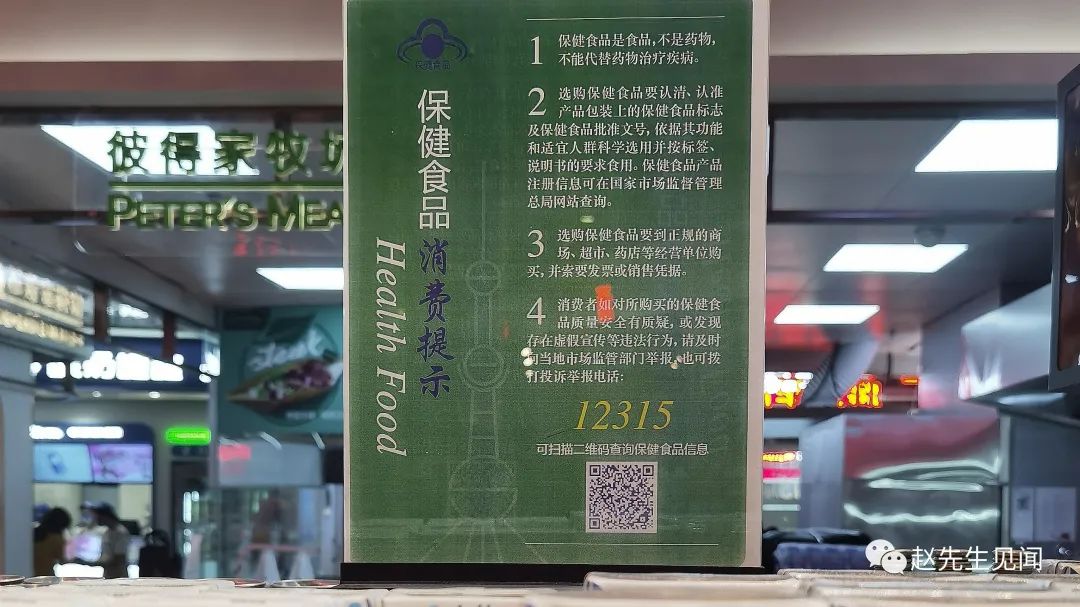 保健食品
保健食品
消费提示
Health Food
1 保健食品是食品，不是药物，
不能代替药物治疗疾病。
2 选购保健食品要认清、认准
产品包装上的保健食品标志
及保健食品批准文号，依据其功能
和适宜人群科学选用并按标签、
说明书的要求食用。保健食品产品
注册信息可在国家市场监督管理
总局网站查询。
3 选购保健食品要到正规的商
场、超市、药店等经营单位购
买，并索要发票或销售凭据。
4 消费者如对所购买的保健食
品质量安全有质疑，或发现
存在虚假宣传等违法行为，请及时
向当地市场监管部门举报，也可拨
打投诉举报电话：
12315
可扫描二维码查询保健食品信息
彼得家牧场
PETER'S MEA
赵先生见闻